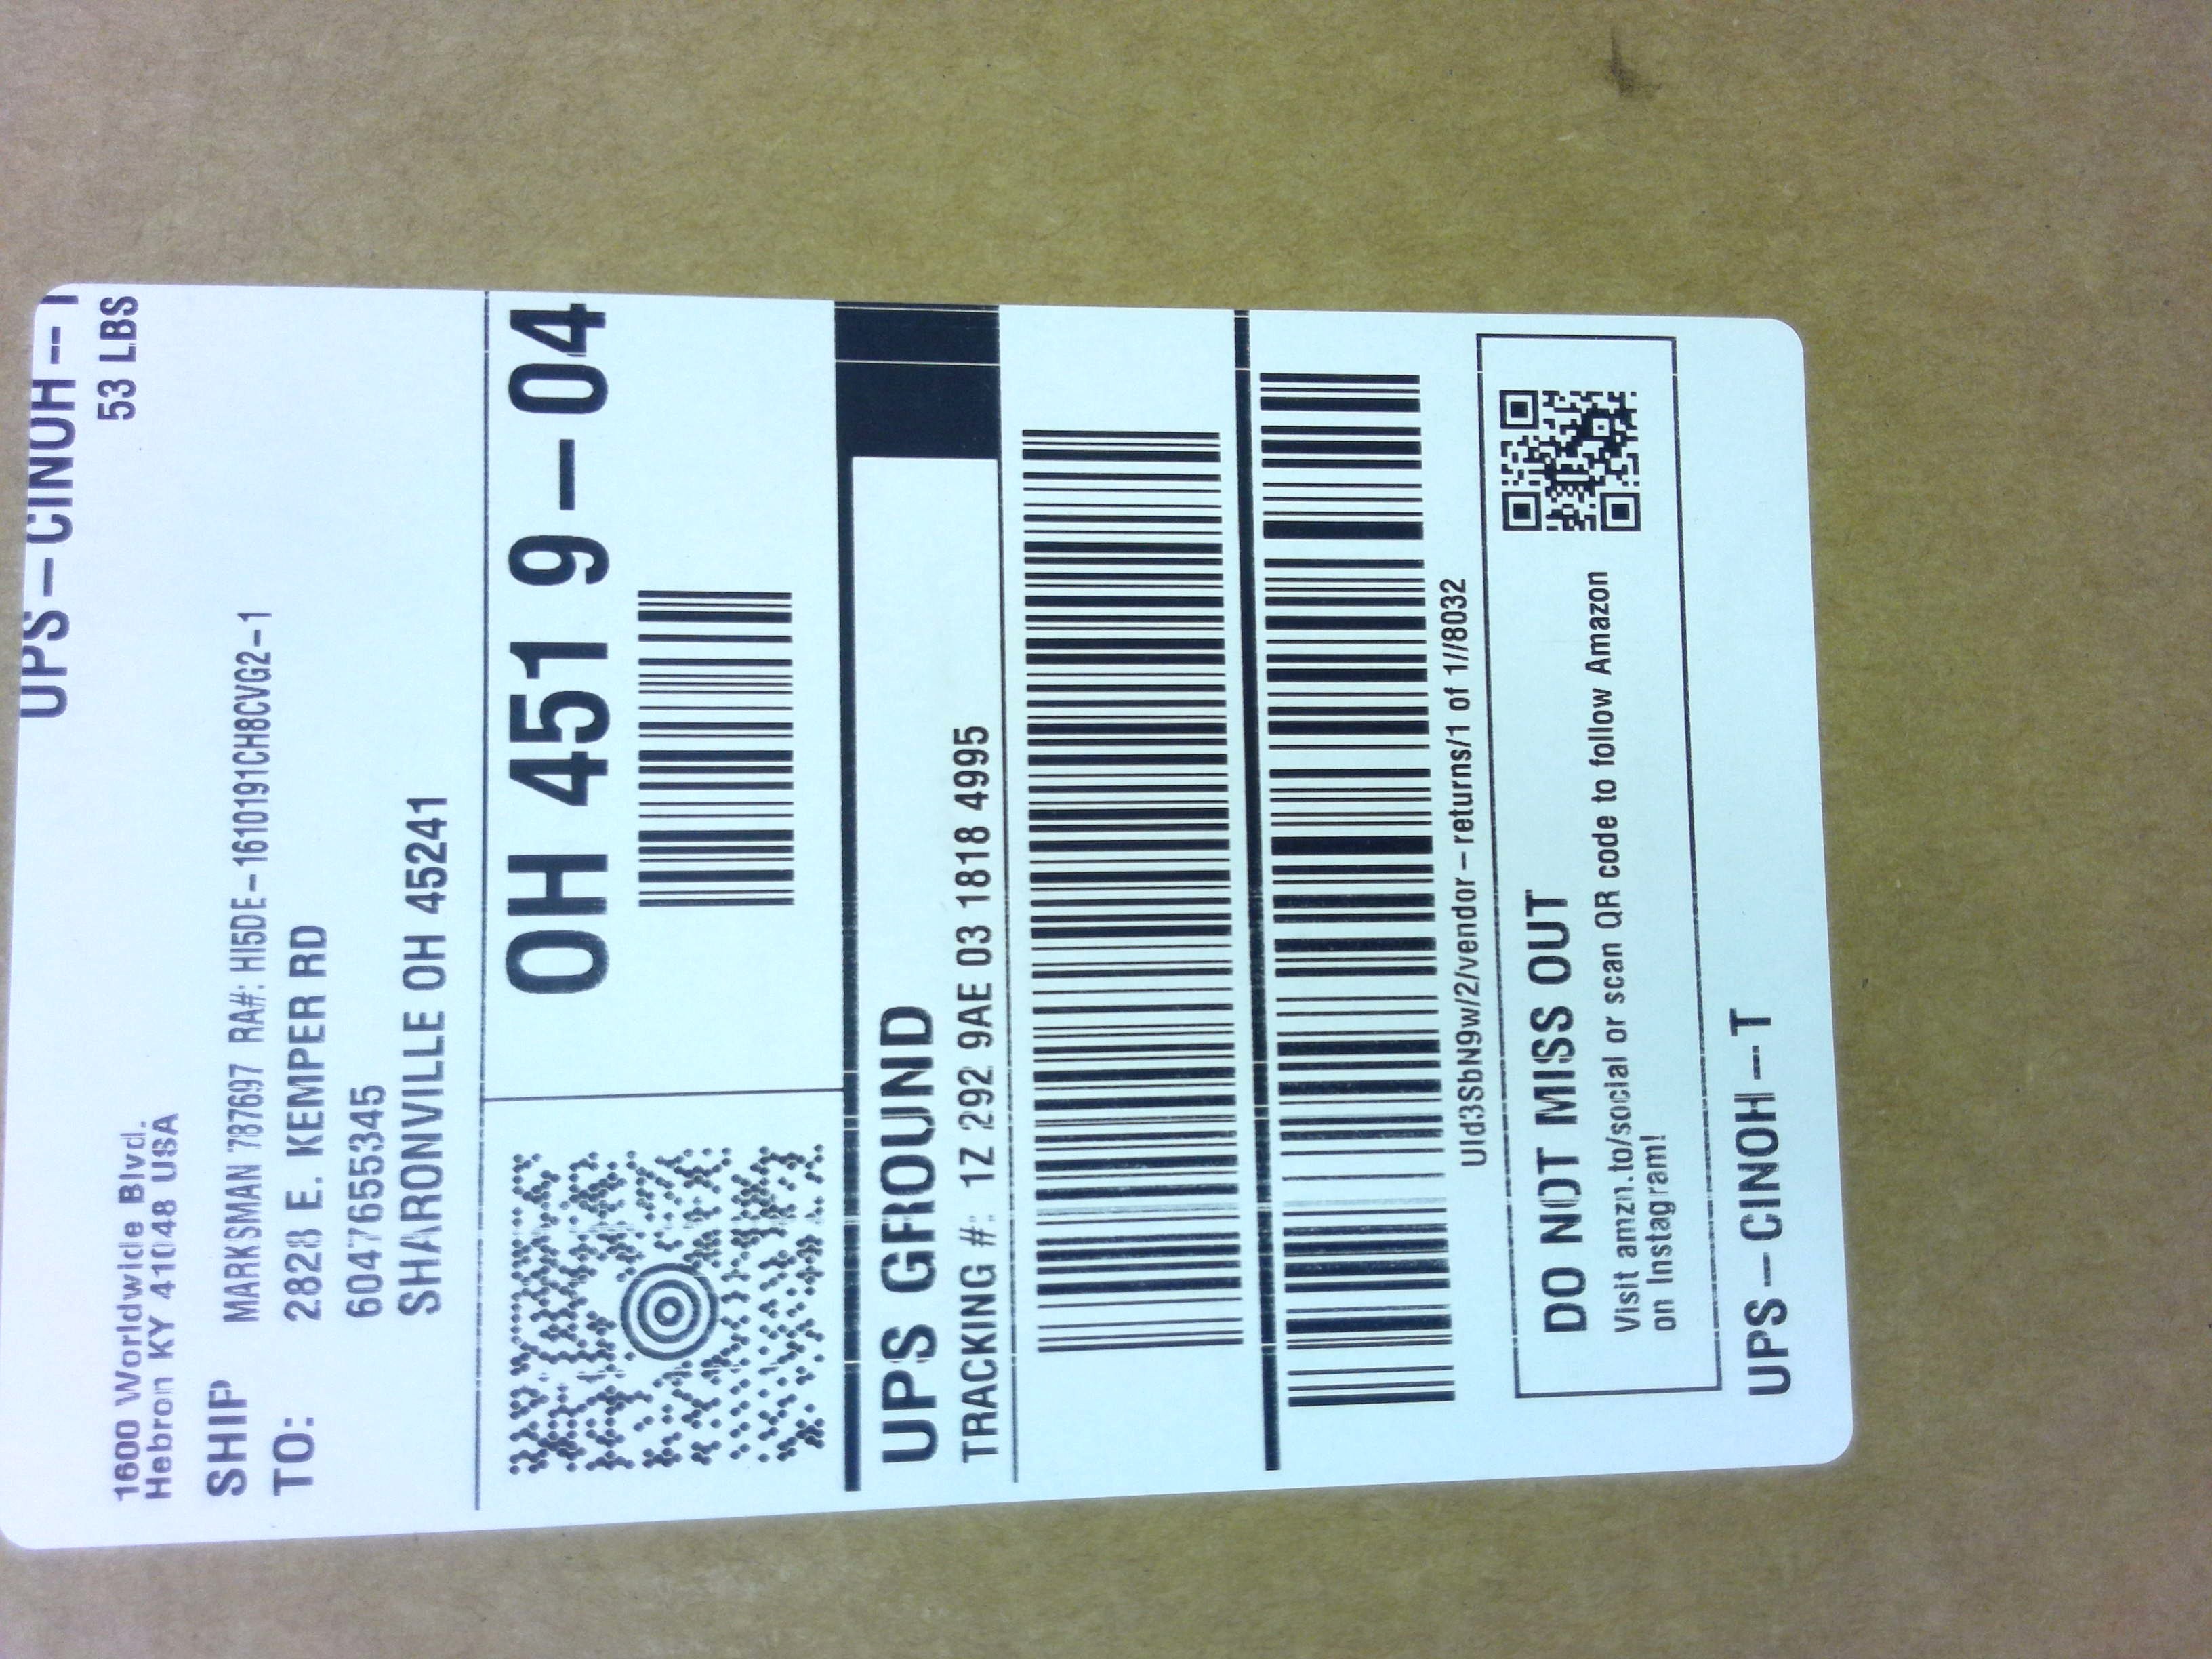 UPS-CINOH--T
53 LBS
1600 Worldwide Blvd.
Hebron KY 41048 USA
SHIP
TO:
MARKSMAN 787697 RA#: HI5DE-1610191CH8CVG2-1
2828 E. KEMPER RD
6047655345
SHARONVILLE OH 45241
OH 451 9-04
UPS GROUND
TRACKING #: 1Z 292 9AE 03 1818 4995
UId3SbN9w/2/vendor-returns/1 of 1//8032
DO NOT MISS OUT
Visit amzn.to/social or scan QR code to follow Amazon
on Instagram!
UPS-CINOH--T